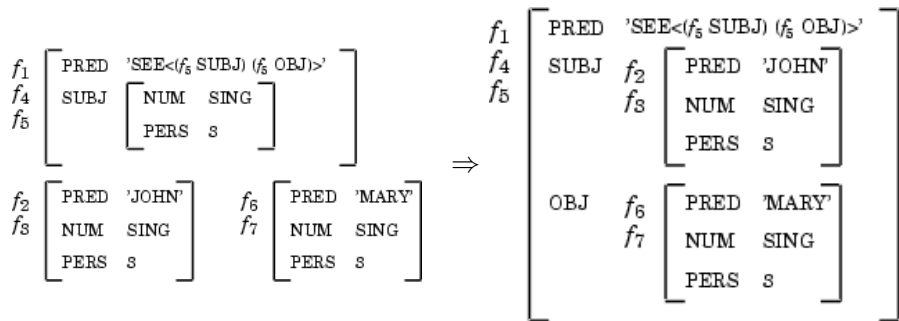 f1 PRED 'SEE<(f5 SUBJ) (f5 OBJ)>'
f4 SUBJ NUM SING
f5 PERS 3
f2 PRED 'JOHN'
f3 NUM SING
PERS 3
f6 PRED 'MARY'
f7 NUM SING
PERS 3
⇒
f1 PRED 'SEE<(f5 SUBJ) (f5 OBJ)>'
f4 SUBJ f2 PRED 'JOHN'
f5 f3 NUM SING
PERS 3
OBJ f6 PRED 'MARY'
f7 NUM SING
PERS 3